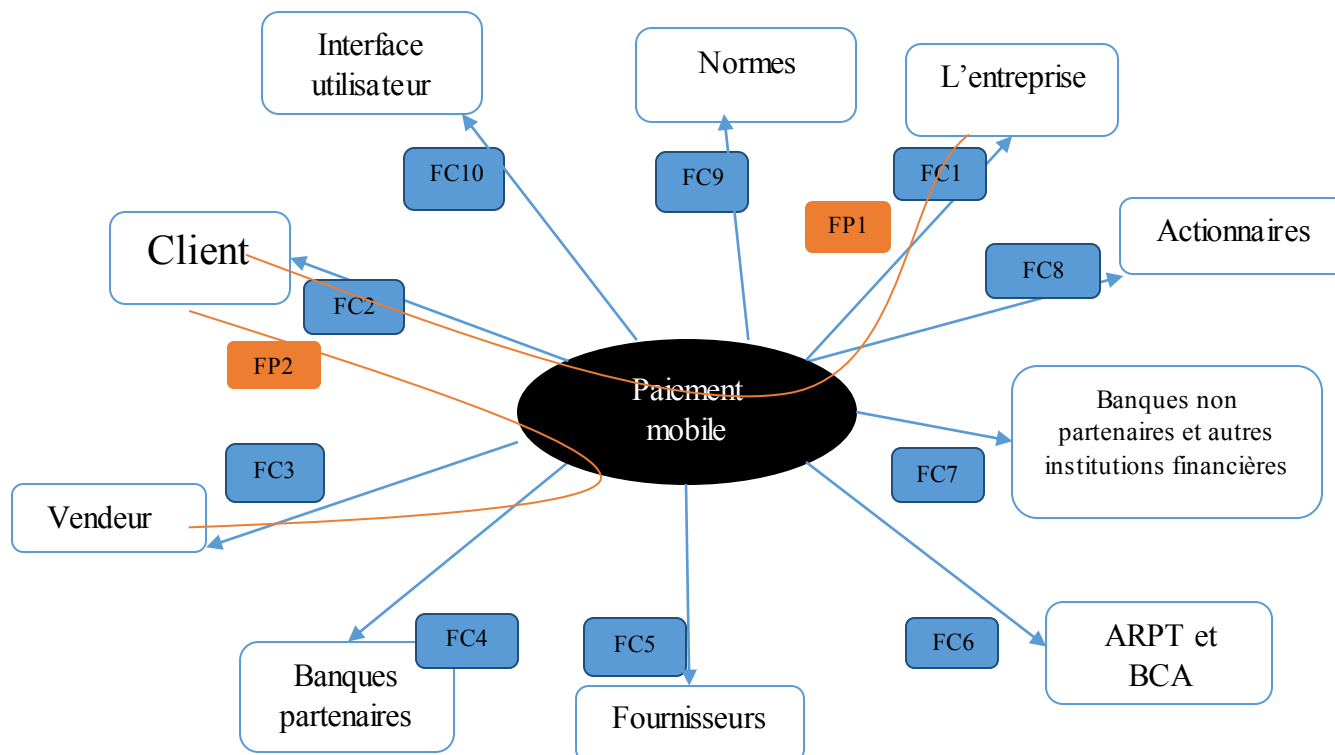 Interface
utilisateur
Normes
L’entreprise
FC10
FC9
FC1
FP1
Actionnaires
Client
FC8
FC2
FP2
Paiement
mobile
Banques non
partenaires et autres
institutions financières
FC3
FC7
Vendeur
FC4
FC5
FC6
ARPT et
BCA
Banques
partenaires
Fournisseurs